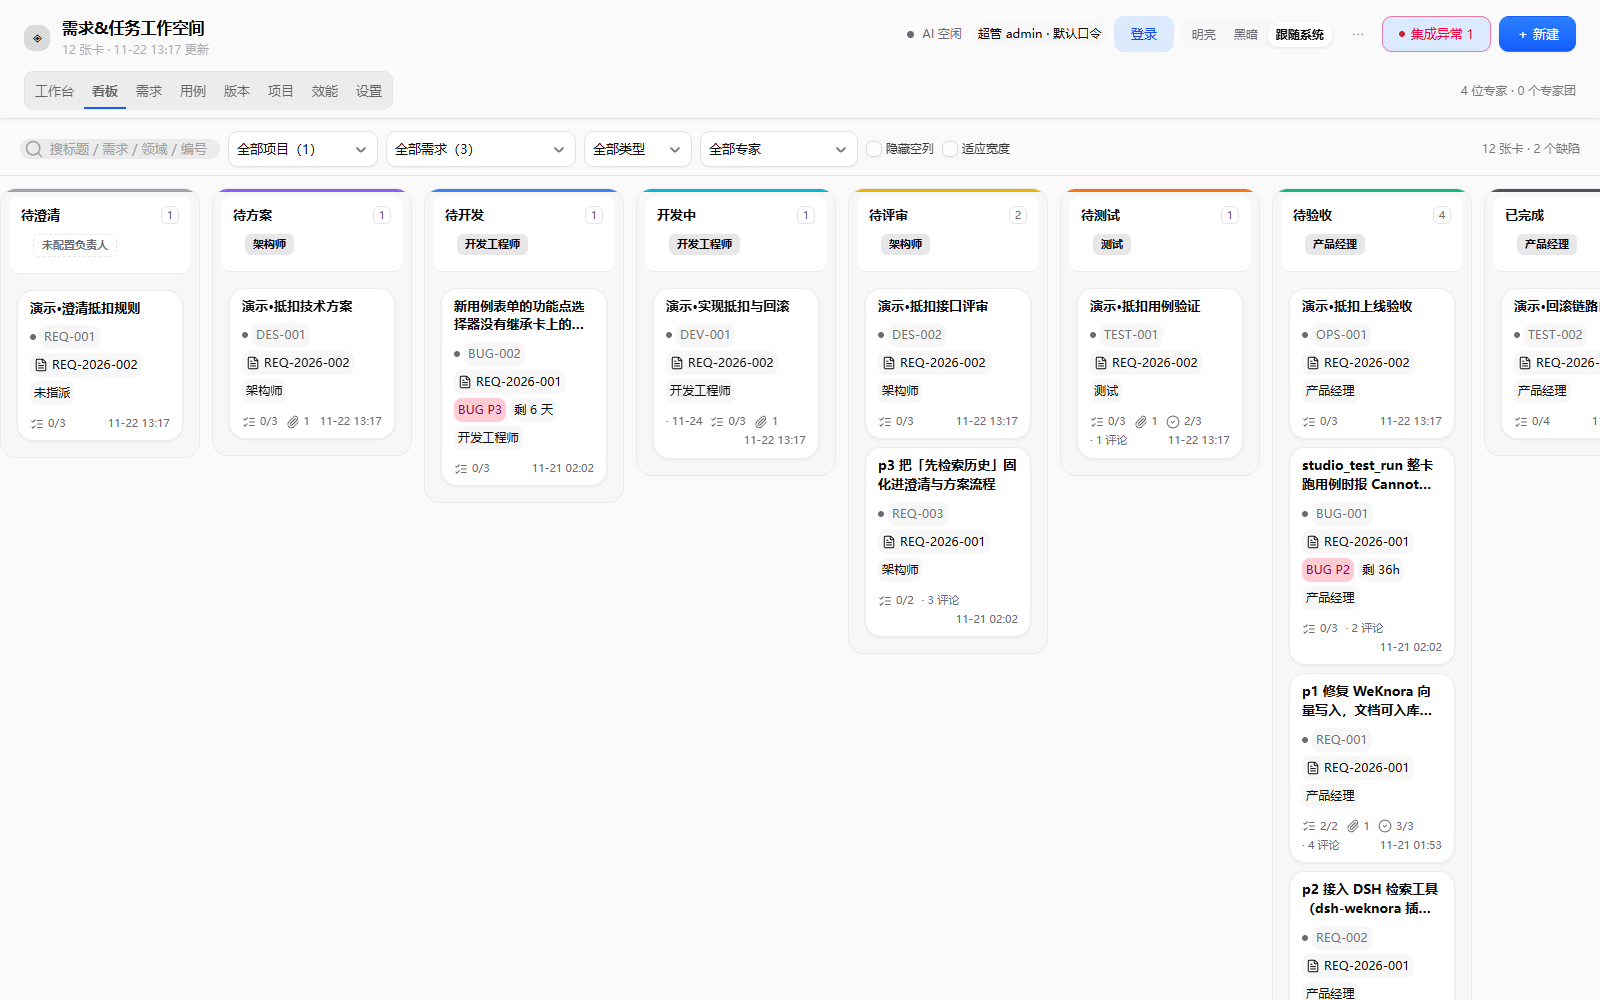 需求&任务工作空间
12 张卡 · 11-22 13:17 更新
AI 空闲
超管 admin · 默认口令
登录
明亮
黑暗
跟随系统
···
集成异常 1
+ 新建
工作台
看板
需求
用例
版本
项目
效能
设置
4 位专家 · 0 个专家团
搜标题 / 需求 / 领域 / 编号
全部项目（1）
全部需求（3）
全部类型
全部专家
隐藏空列
适应宽度
12 张卡 · 2 个缺陷
待澄清
1
未配置负责人
演示·澄清抵扣规则
REQ-001
REQ-2026-002
未指派
0/3
11-22 13:17
待方案
1
架构师
演示·抵扣技术方案
DES-001
REQ-2026-002
架构师
0/3
1
11-22 13:17
待开发
1
开发工程师
新用例表单的功能点选
择器没有继承卡上的...
BUG-002
REQ-2026-001
BUG P3
剩 6 天
开发工程师
0/3
11-21 02:02
开发中
1
开发工程师
演示·实现抵扣与回滚
DEV-001
REQ-2026-002
开发工程师
· 11-24
0/3
1
11-22 13:17
待评审
2
架构师
演示·抵扣接口评审
DES-002
REQ-2026-002
架构师
0/3
11-22 13:17
p3 把「先检索历史」固
化进澄清与方案流程
REQ-003
REQ-2026-001
架构师
0/2
· 3 评论
11-21 02:02
待测试
1
测试
演示·抵扣用例验证
TEST-001
REQ-2026-002
测试
0/3
1
2/3
· 1 评论
11-22 13:17
待验收
4
产品经理
演示·抵扣上线验收
OPS-001
REQ-2026-002
产品经理
0/3
11-22 13:17
studio_test_run 整卡
跑用例时报 Cannot...
BUG-001
REQ-2026-001
BUG P2
剩 36h
产品经理
0/3
· 2 评论
11-21 02:02
p1 修复 WeKnora 向
量写入，文档可入库...
REQ-001
REQ-2026-001
产品经理
2/2
1
3/3
· 4 评论
11-21 01:53
p2 接入 DSH 检索工具
（dsh-weknora 插...
REQ-002
REQ-2026-001
产品经理
已完成
产品经理
演示·回滚链路
TEST-002
REQ-2026-
产品经理
0/4
11-